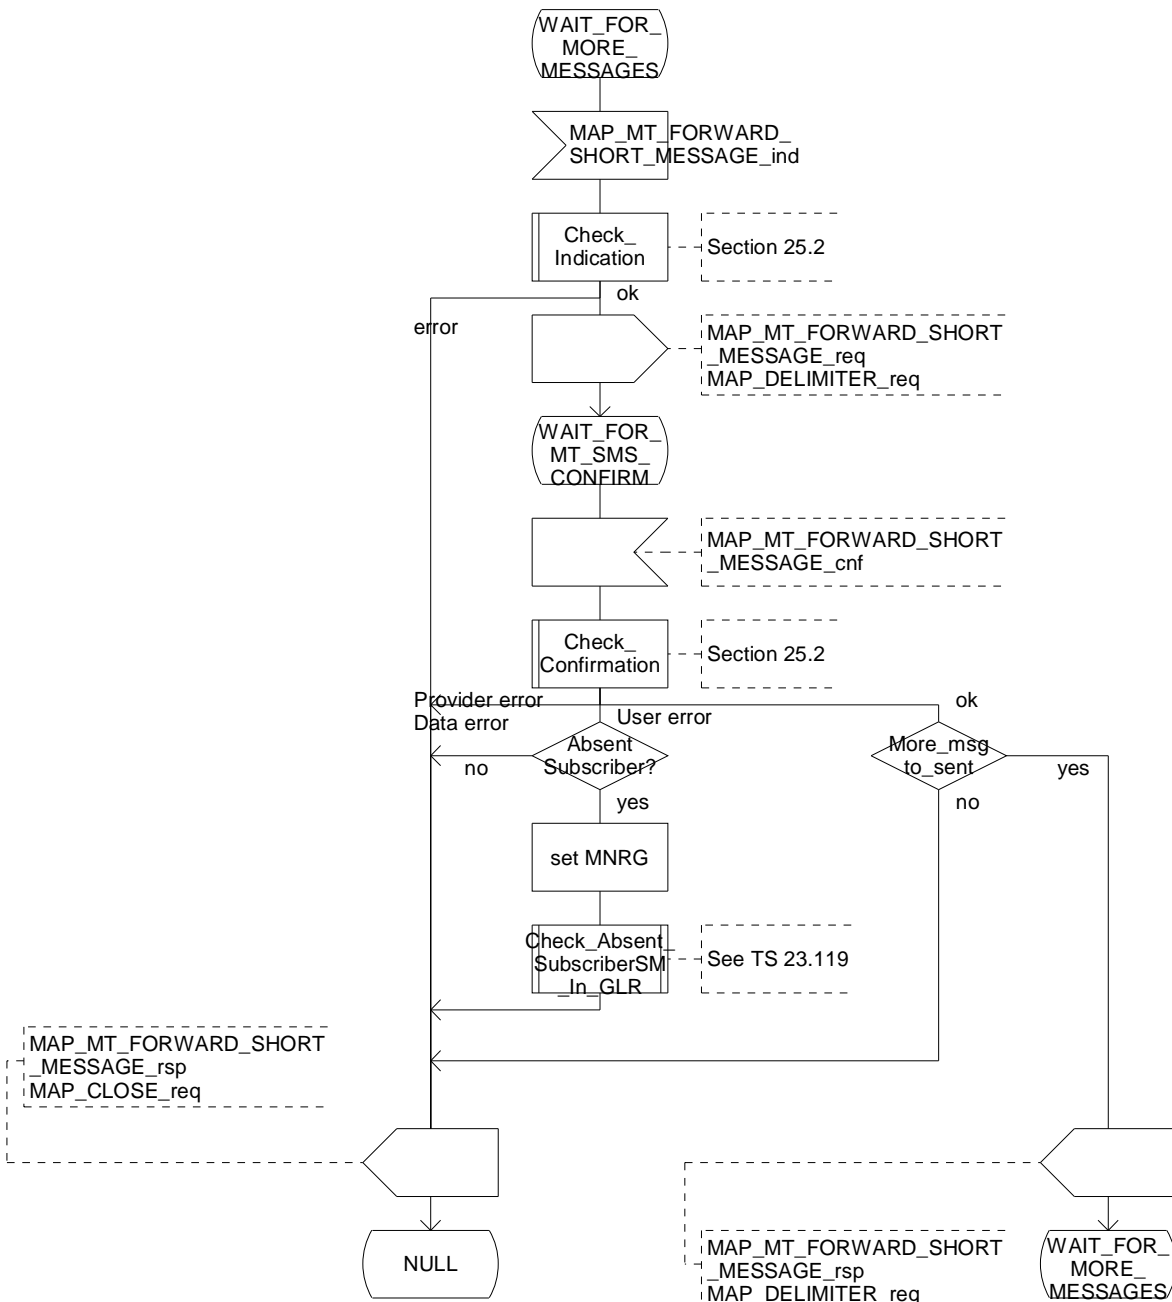 WAIT_FOR_
MORE_
MESSAGES
MAP_MT_FORWARD_
SHORT_MESSAGE_ind
Check_
Indication
Section 25.2
ok
error
MAP_MT_FORWARD_SHORT
_MESSAGE_req
MAP_DELIMITER_req
WAIT_FOR_
MT_SMS_
CONFIRM
MAP_MT_FORWARD_SHORT
_MESSAGE_cnf
Check_
Confirmation
Section 25.2
Provider error
Data error
User error
ok
Absent
Subscriber?
no
yes
More_msg
to_sent
yes
no
set MNRG
Check_Absent_
SubscriberSM
_In_GLR
See TS 23.119
MAP_MT_FORWARD_SHORT
_MESSAGE_rsp
MAP_CLOSE_req
NULL
MAP_MT_FORWARD_SHORT
_MESSAGE_rsp
MAP_DELIMITER_req
WAIT_FOR_
MORE_
MESSAGES